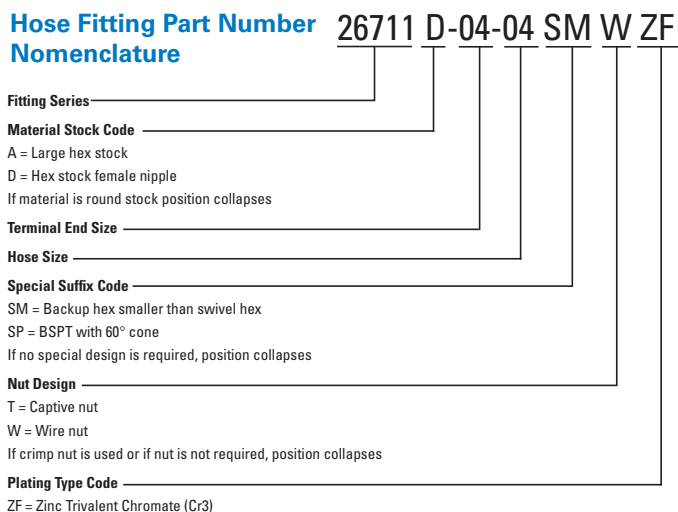 Hose Fitting Part Number
Nomenclature
26711 D-04-04 SM W ZF
Fitting Series
Material Stock Code
A = Large hex stock
D = Hex stock female nipple
If material is round stock position collapses
Terminal End Size
Hose Size
Special Suffix Code
SM = Backup hex smaller than swivel hex
SP = BSPT with 60° cone
If no special design is required, position collapses
Nut Design
T = Captive nut
W = Wire nut
If crimp nut is used or if nut is not required, position collapses
Plating Type Code
ZF = Zinc Trivalent Chromate (Cr3)